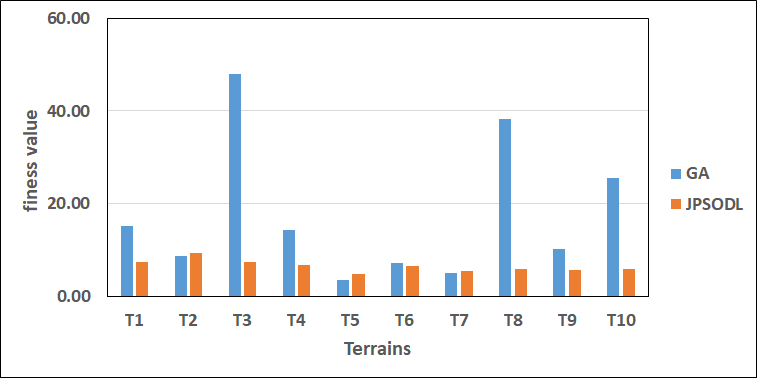 60.00
40.00
20.00
0.00
finess value
T1 T2 T3 T4 T5 T6 T7 T8 T9 T10
Terrains
GA
JPSODL